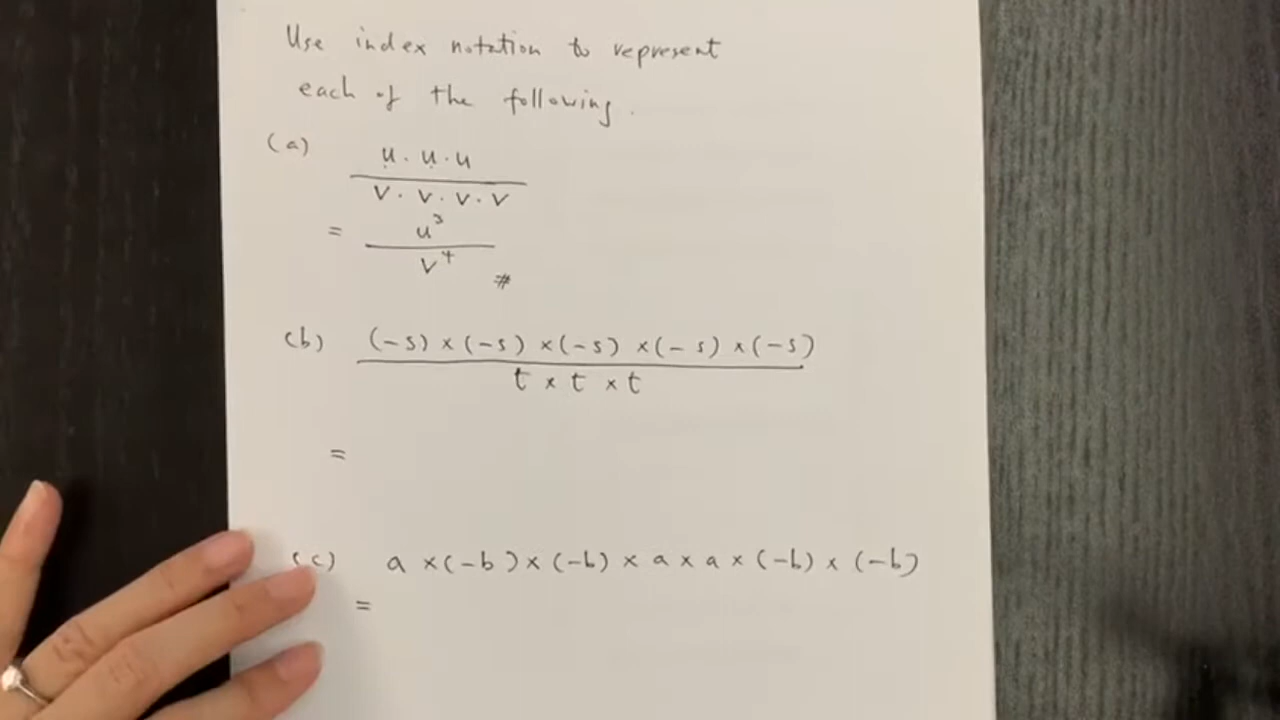 Use index notation to represent
each of the following.
(a) u · u · u
v · v · v · v
= u³
v⁴ #
(b) (-s) × (-s) × (-s) × (-s) × (-s)
t × t × t
=
(c) a × (-b) × (-b) × a × a × (-b) × (-b)
=